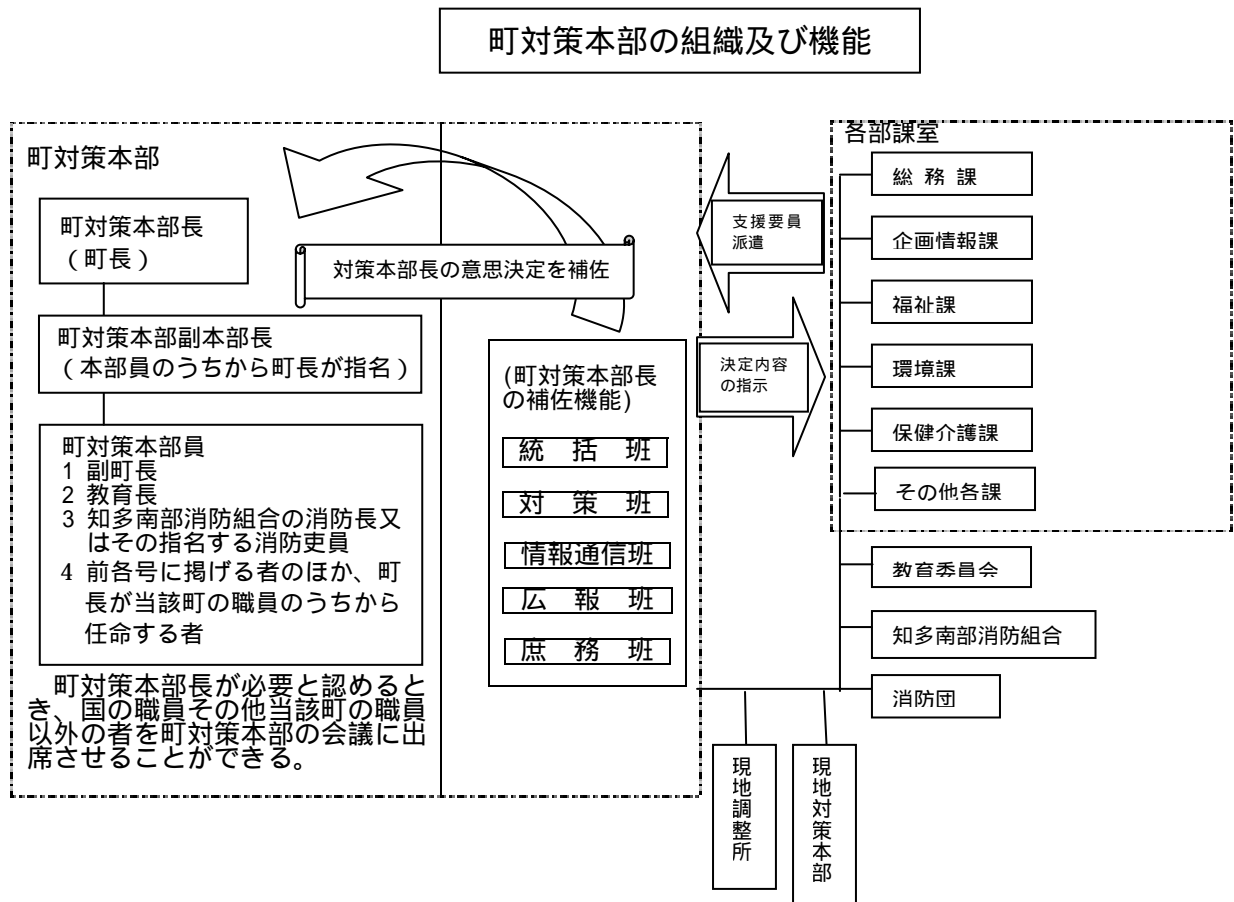 町対策本部の組織及び機能
町対策本部
町対策本部長
（町長）
町対策本部副本部長
（本部員のうちから町長が指名）
町対策本部員
1 副町長
2 教育長
3 知多南部消防組合の消防長又
はその指名する消防吏員
4 前各号に掲げる者のほか、町
長が当該町の職員のうちから
任命する者
町対策本部長が必要と認めると
き、国の職員その他当該町の職員
以外の者を町対策本部の会議に出
席させることができる。
対策本部長の意思決定を補佐
(町対策本部長
の補佐機能)
統　括　班
対　策　班
情報通信班
広　報　班
庶　務　班
支援要員
派遣
決定内容
の指示
各部課室
総 務 課
企画情報課
福祉課
環境課
保健介護課
その他各課
教育委員会
知多南部消防組合
消防団
現地調整所
現地対策本部